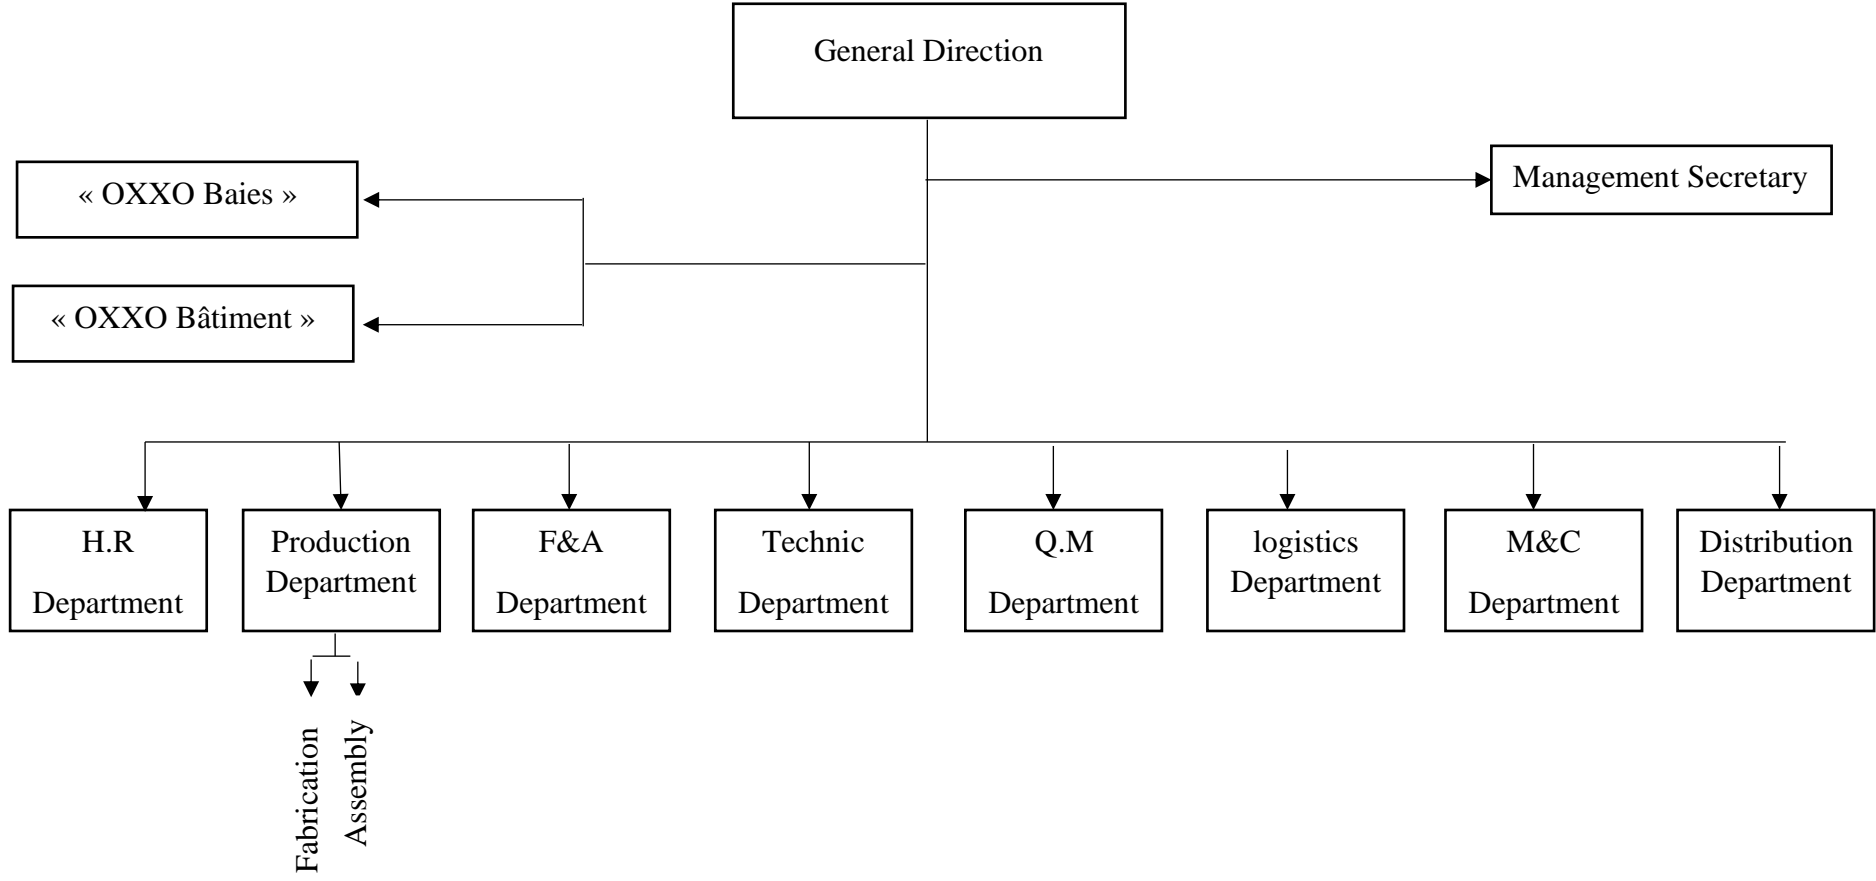 General Direction
Management Secretary
« OXXO Baies »
« OXXO Bâtiment »
H.R
Department
Production
Department
F&A
Department
Technic
Department
Q.M
Department
logistics
Department
M&C
Department
Distribution
Department
Fabrication
Assembly